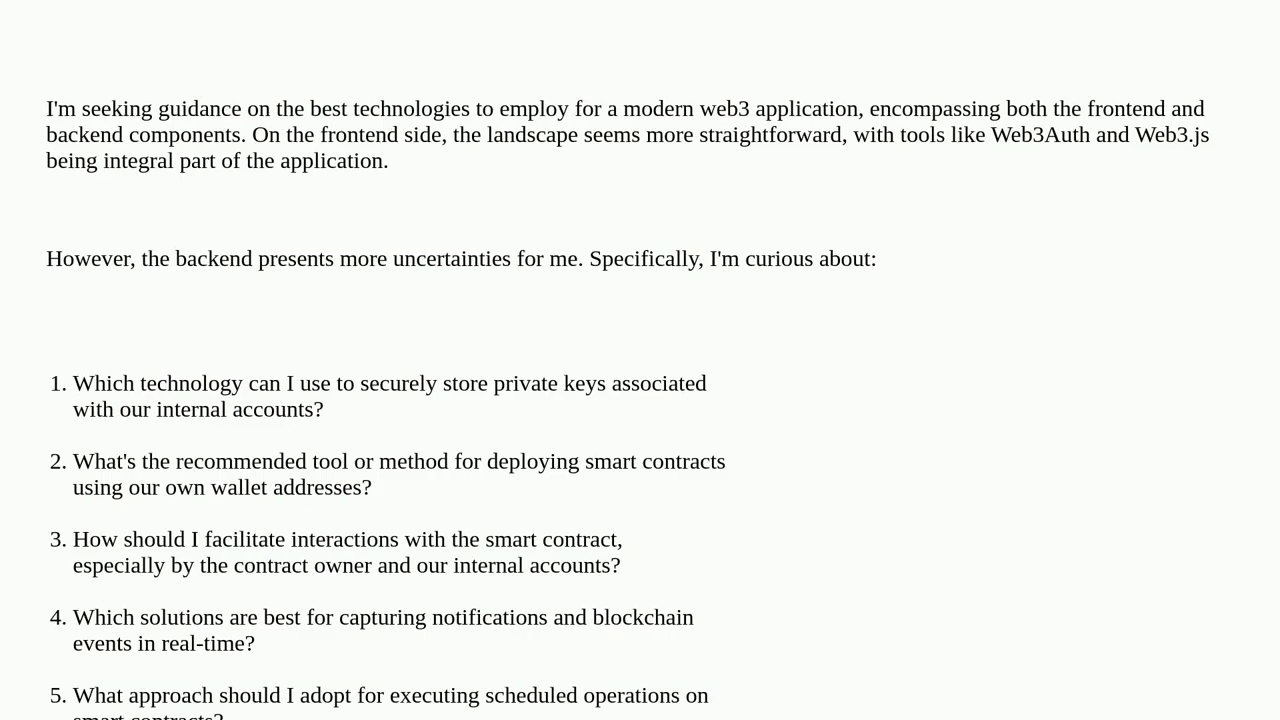 I'm seeking guidance on the best technologies to employ for a modern web3 application, encompassing both the frontend and
backend components. On the frontend side, the landscape seems more straightforward, with tools like Web3Auth and Web3.js
being integral part of the application.
However, the backend presents more uncertainties for me. Specifically, I'm curious about:
1. Which technology can I use to securely store private keys associated
with our internal accounts?
2. What's the recommended tool or method for deploying smart contracts
using our own wallet addresses?
3. How should I facilitate interactions with the smart contract,
especially by the contract owner and our internal accounts?
4. Which solutions are best for capturing notifications and blockchain
events in real-time?
5. What approach should I adopt for executing scheduled operations on
smart contracts?